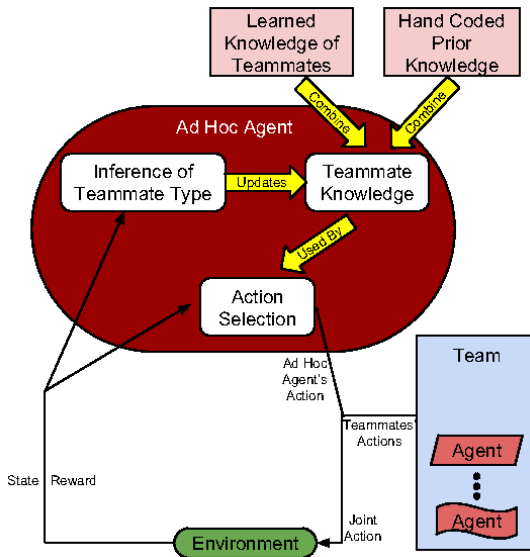 Learned
Knowledge of
Teammates
Hand Coded
Prior
Knowledge
Combine
Combine
Ad Hoc Agent
Inference of
Teammate Type
Updates
Teammate
Knowledge
Used By
Action
Selection
Ad Hoc
Agent's
Action
Team
Teammates'
Actions
Agent
Agent
State
Reward
Joint
Action
Environment